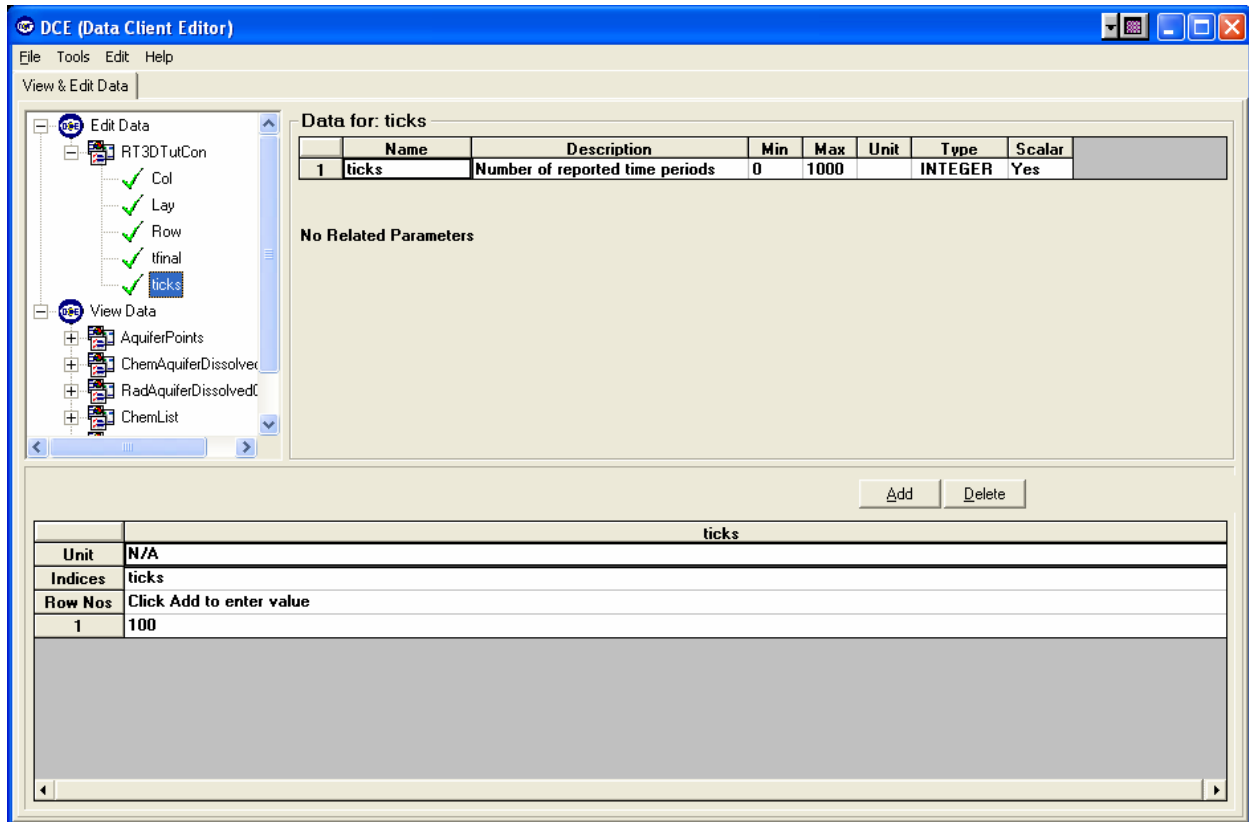 DCE (Data Client Editor)
File Tools Edit Help
View & Edit Data
Edit Data
RT3DTutCon
Col
Lay
Row
tfinal
ticks
View Data
AquiferPoints
ChemAquiferDissolved
RadAquiferDissolvedC
ChemList
Data for: ticks
Name Description Min Max Unit Type Scalar
1 ticks Number of reported time periods 0 1000 INTEGER Yes
No Related Parameters
Add Delete
ticks
Unit N/A
Indices ticks
Row Nos Click Add to enter value
1 100